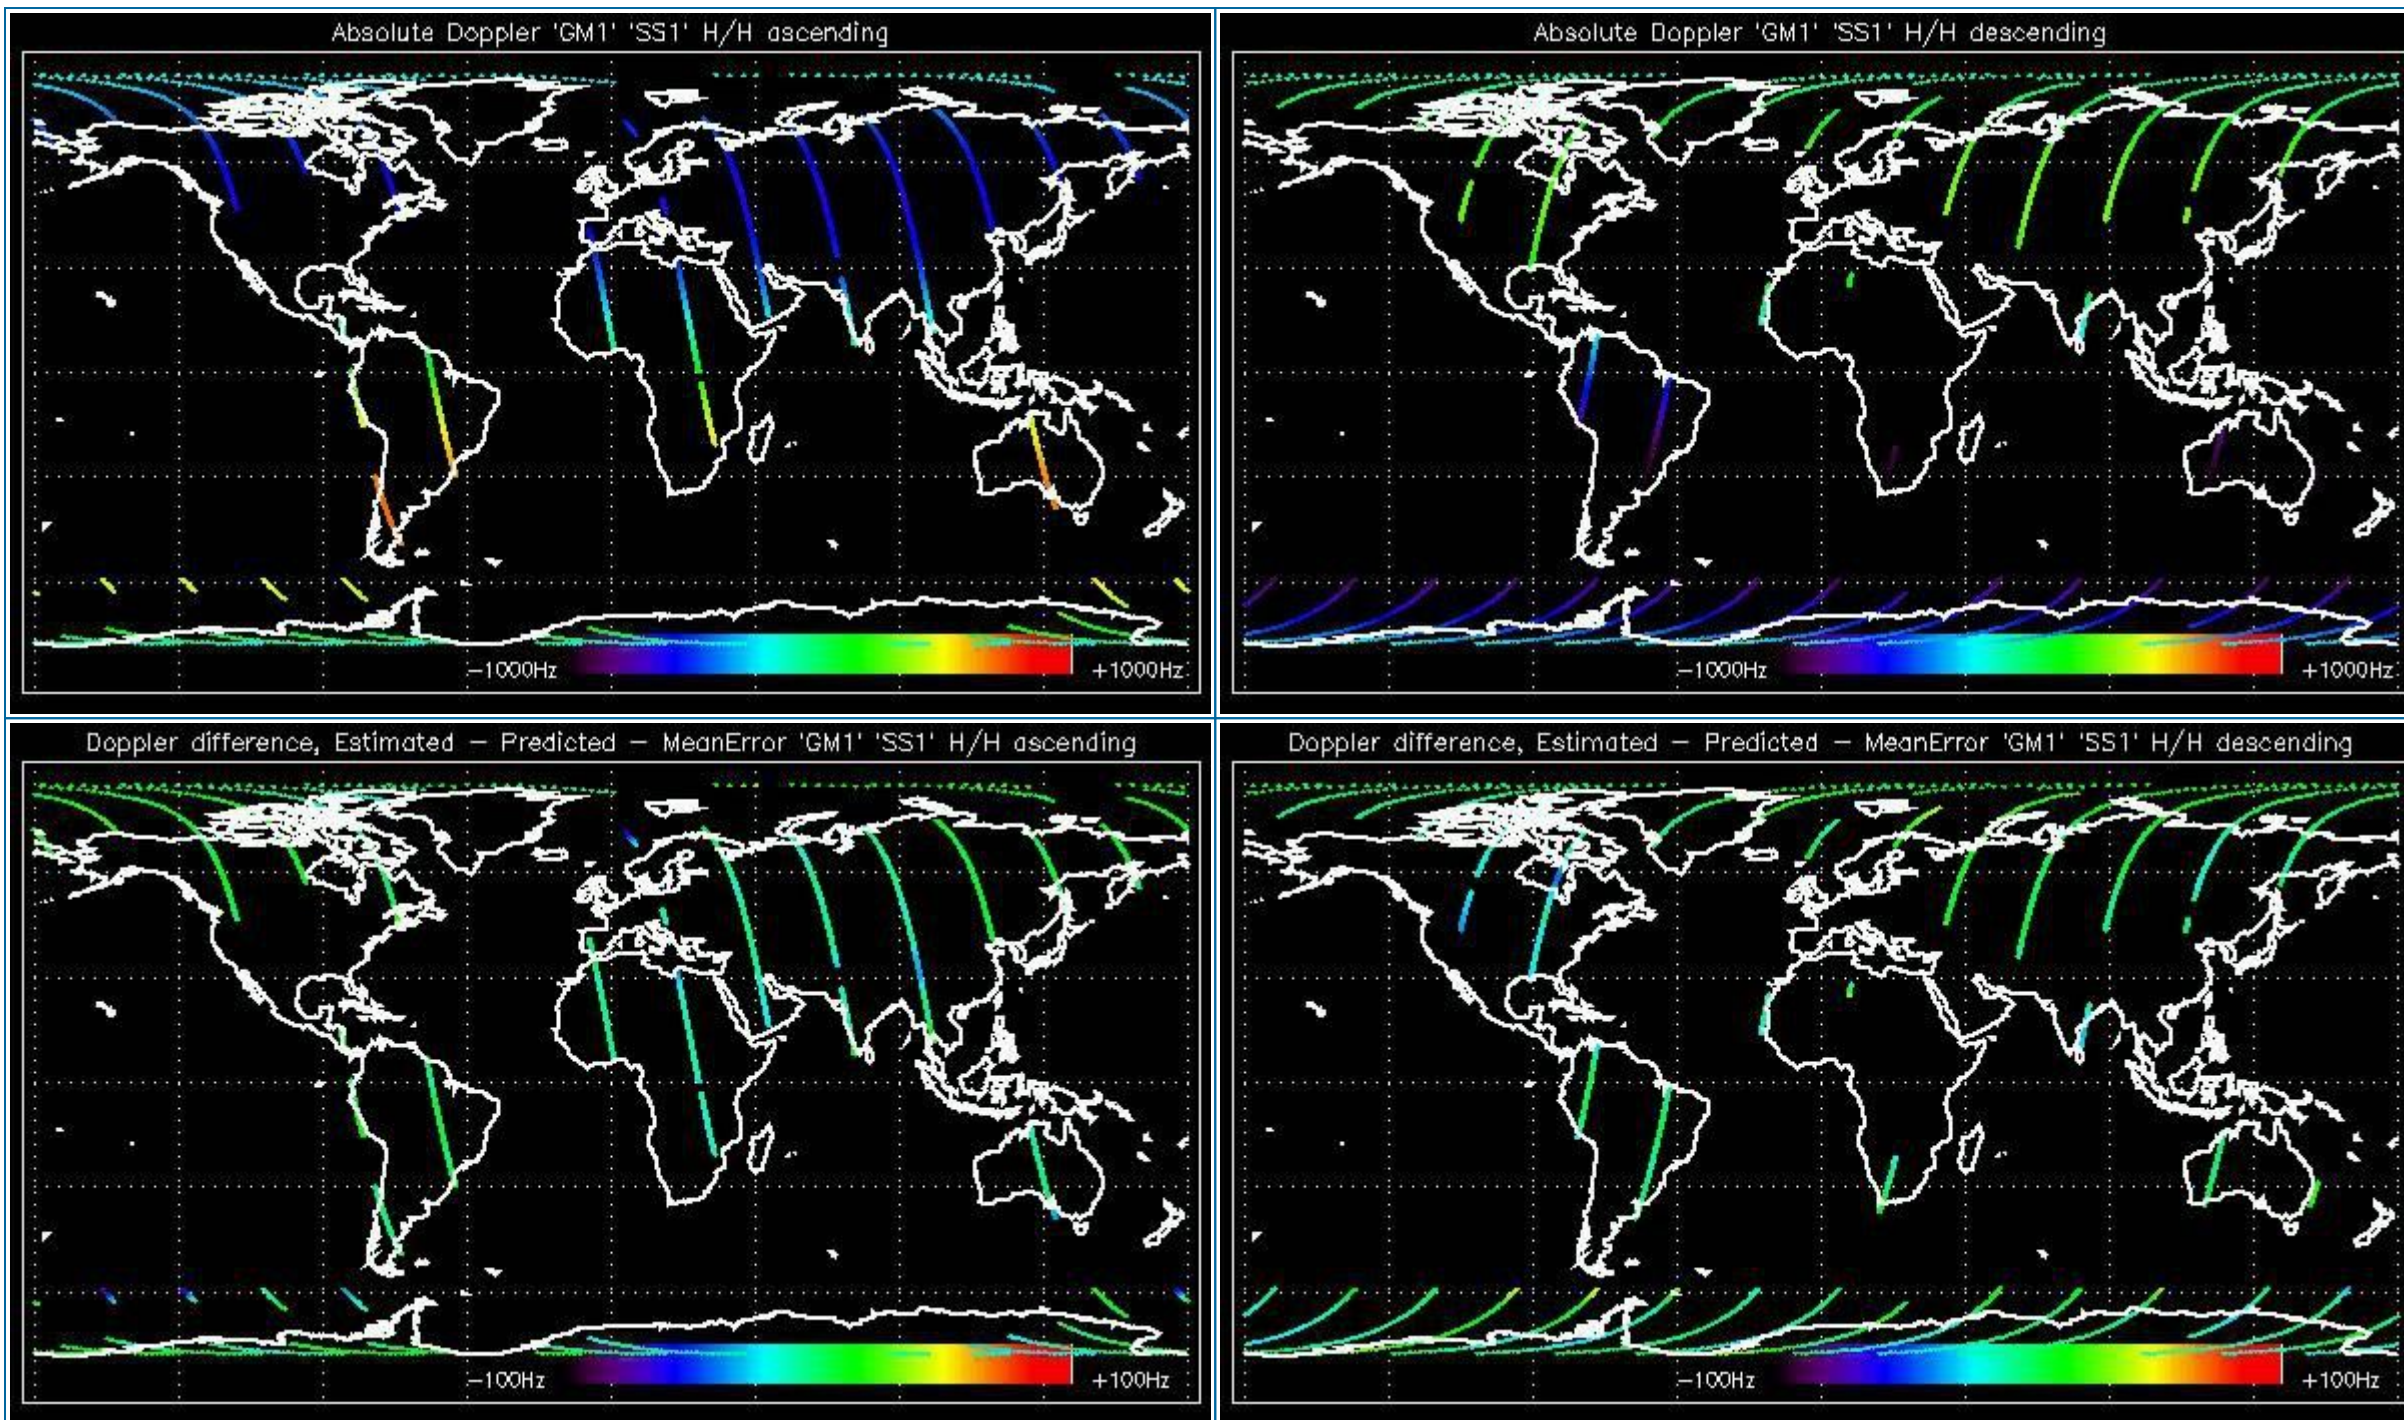 Absolute Doppler 'GM1' 'SS1' H/H ascending
−1000Hz
+1000Hz
Absolute Doppler 'GM1' 'SS1' H/H descending
−1000Hz
+1000Hz
Doppler difference, Estimated − Predicted − MeanError 'GM1' 'SS1' H/H ascending
−100Hz
+100Hz
Doppler difference, Estimated − Predicted − MeanError 'GM1' 'SS1' H/H descending
−100Hz
+100Hz